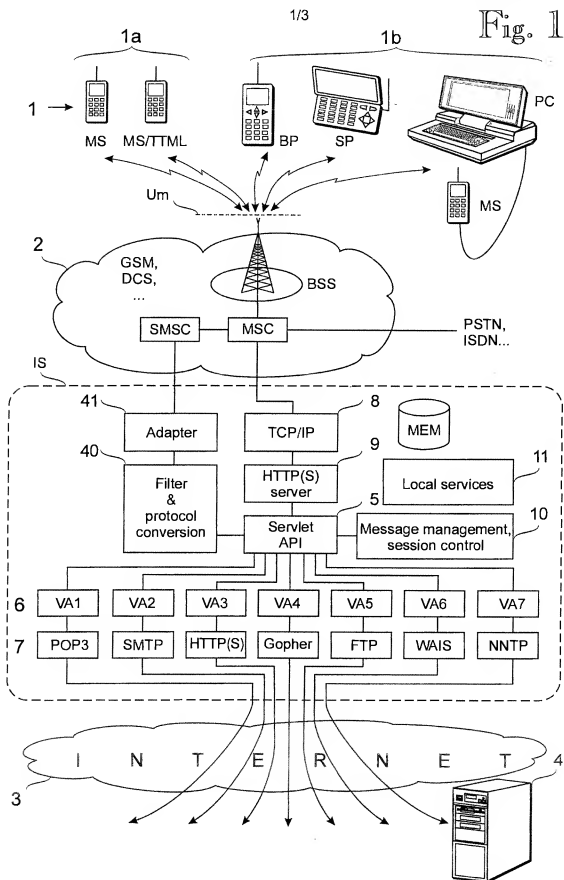 1/3
Fig. 1
1a
1b
1
PC
MS
MS/TTML
BP
SP
MS
Um
2
GSM,
DCS,
...
BSS
SMSC
MSC
PSTN,
ISDN...
IS
41
Adapter
8
TCP/IP
MEM
40
Filter
&
protocol
conversion
9
HTTP(S)
server
11
Local services
5
Servlet
API
10
Message management,
session control
6
VA1
VA2
VA3
VA4
VA5
VA6
VA7
7
POP3
SMTP
HTTP(S)
Gopher
FTP
WAIS
NNTP
I N T E R N E T
3
4